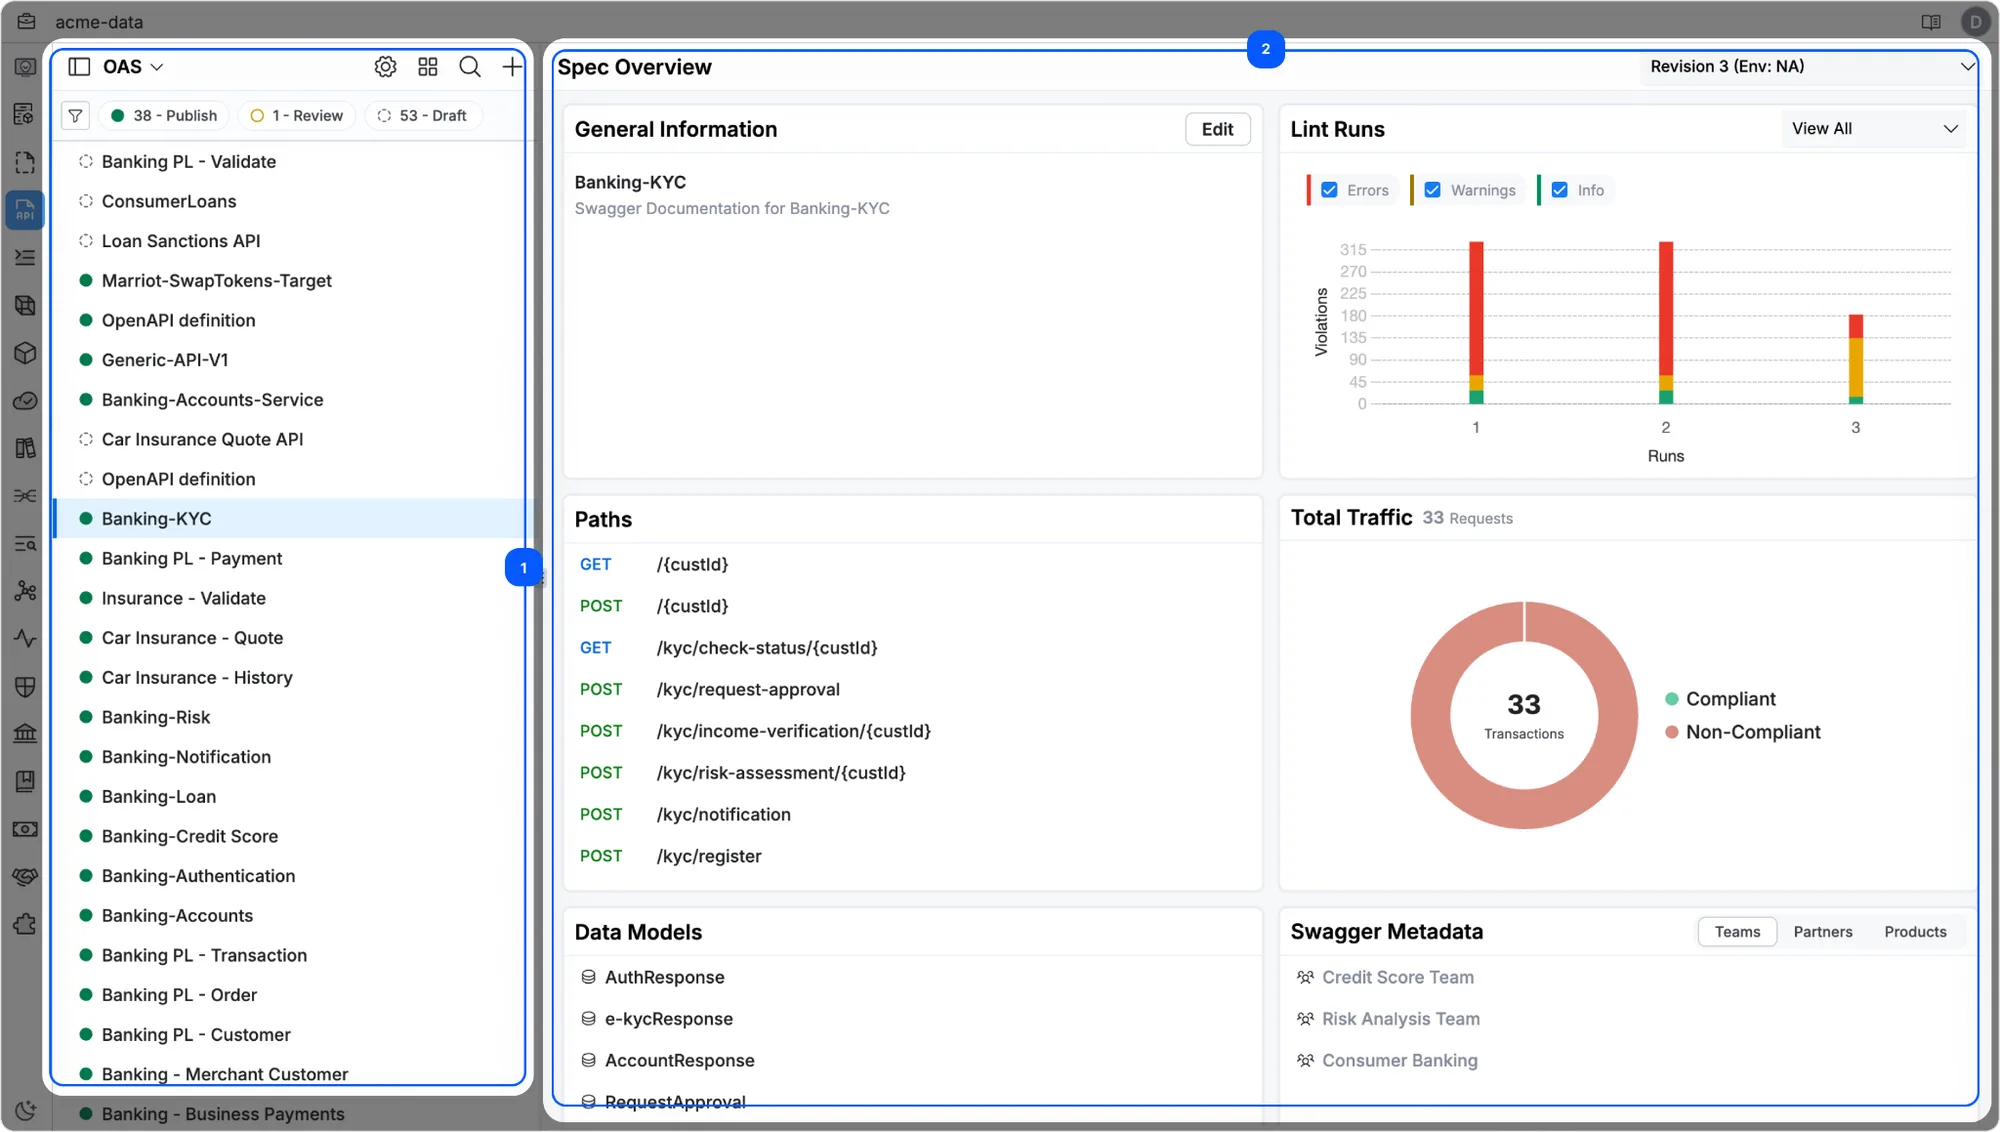 acme-data
D
OAS
38 - Publish
1 - Review
53 - Draft
Banking PL - Validate
ConsumerLoans
Loan Sanctions API
Marriot-SwapTokens-Target
OpenAPI definition
Generic-API-V1
Banking-Accounts-Service
Car Insurance Quote API
OpenAPI definition
Banking-KYC
Banking PL - Payment
Insurance - Validate
Car Insurance - Quote
Car Insurance - History
Banking-Risk
Banking-Notification
Banking-Loan
Banking-Credit Score
Banking-Authentication
Banking-Accounts
Banking PL - Transaction
Banking PL - Order
Banking PL - Customer
Banking - Merchant Customer
Banking - Business Payments
API
1
2
Spec Overview
Revision 3 (Env: NA)
General Information
Edit
Banking-KYC
Swagger Documentation for Banking-KYC
Lint Runs
View All
Errors
Warnings
Info
Violations
315
270
225
180
135
90
45
0
1
2
3
Runs
Paths
GET /{custId}
POST /{custId}
GET /kyc/check-status/{custId}
POST /kyc/request-approval
POST /kyc/income-verification/{custId}
POST /kyc/risk-assessment/{custId}
POST /kyc/notification
POST /kyc/register
Total Traffic 33 Requests
33
Transactions
Compliant
Non-Compliant
Data Models
AuthResponse
e-kycResponse
AccountResponse
RequestApproval
Swagger Metadata
Teams
Partners
Products
Credit Score Team
Risk Analysis Team
Consumer Banking